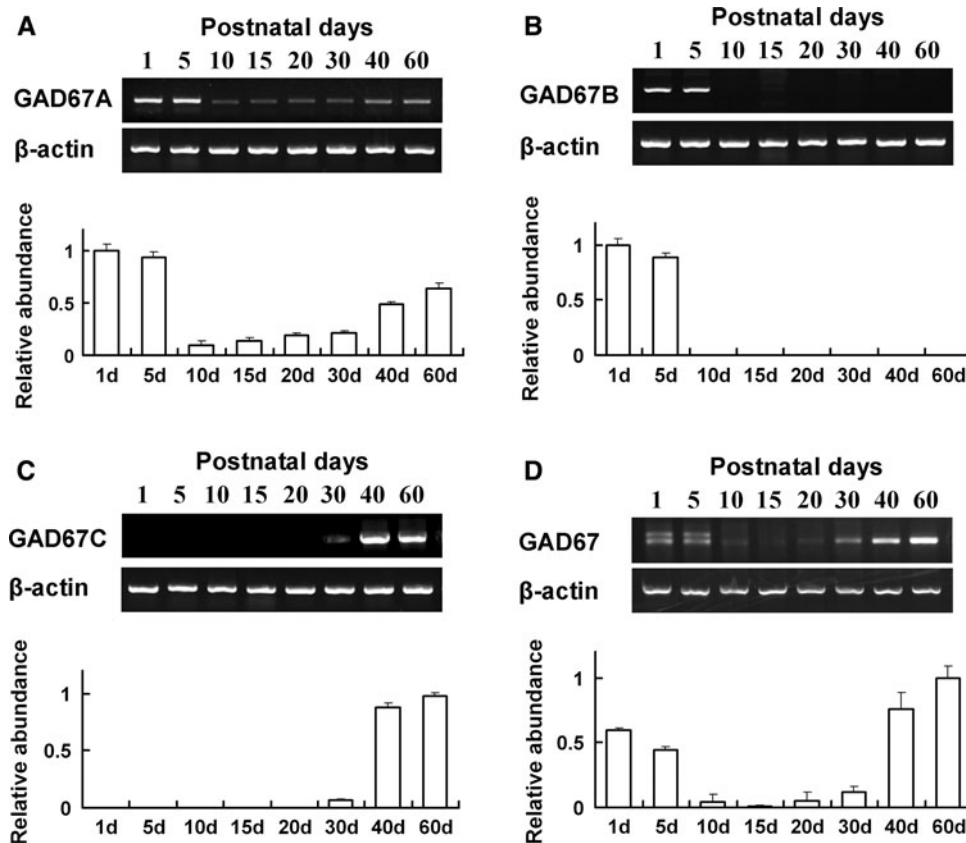 A
Postnatal days
1 5 10 15 20 30 40 60
GAD67A
β-actin
Relative abundance
1
0.5
0
1d 5d 10d 15d 20d 30d 40d 60d
B
Postnatal days
1 5 10 15 20 30 40 60
GAD67B
β-actin
Relative abundance
1
0.5
0
1d 5d 10d 15d 20d 30d 40d 60d
C
Postnatal days
1 5 10 15 20 30 40 60
GAD67C
β-actin
Relative abundance
1
0.5
0
1d 5d 10d 15d 20d 30d 40d 60d
D
Postnatal days
1 5 10 15 20 30 40 60
GAD67
β-actin
Relative abundance
1
0.5
0
1d 5d 10d 15d 20d 30d 40d 60d